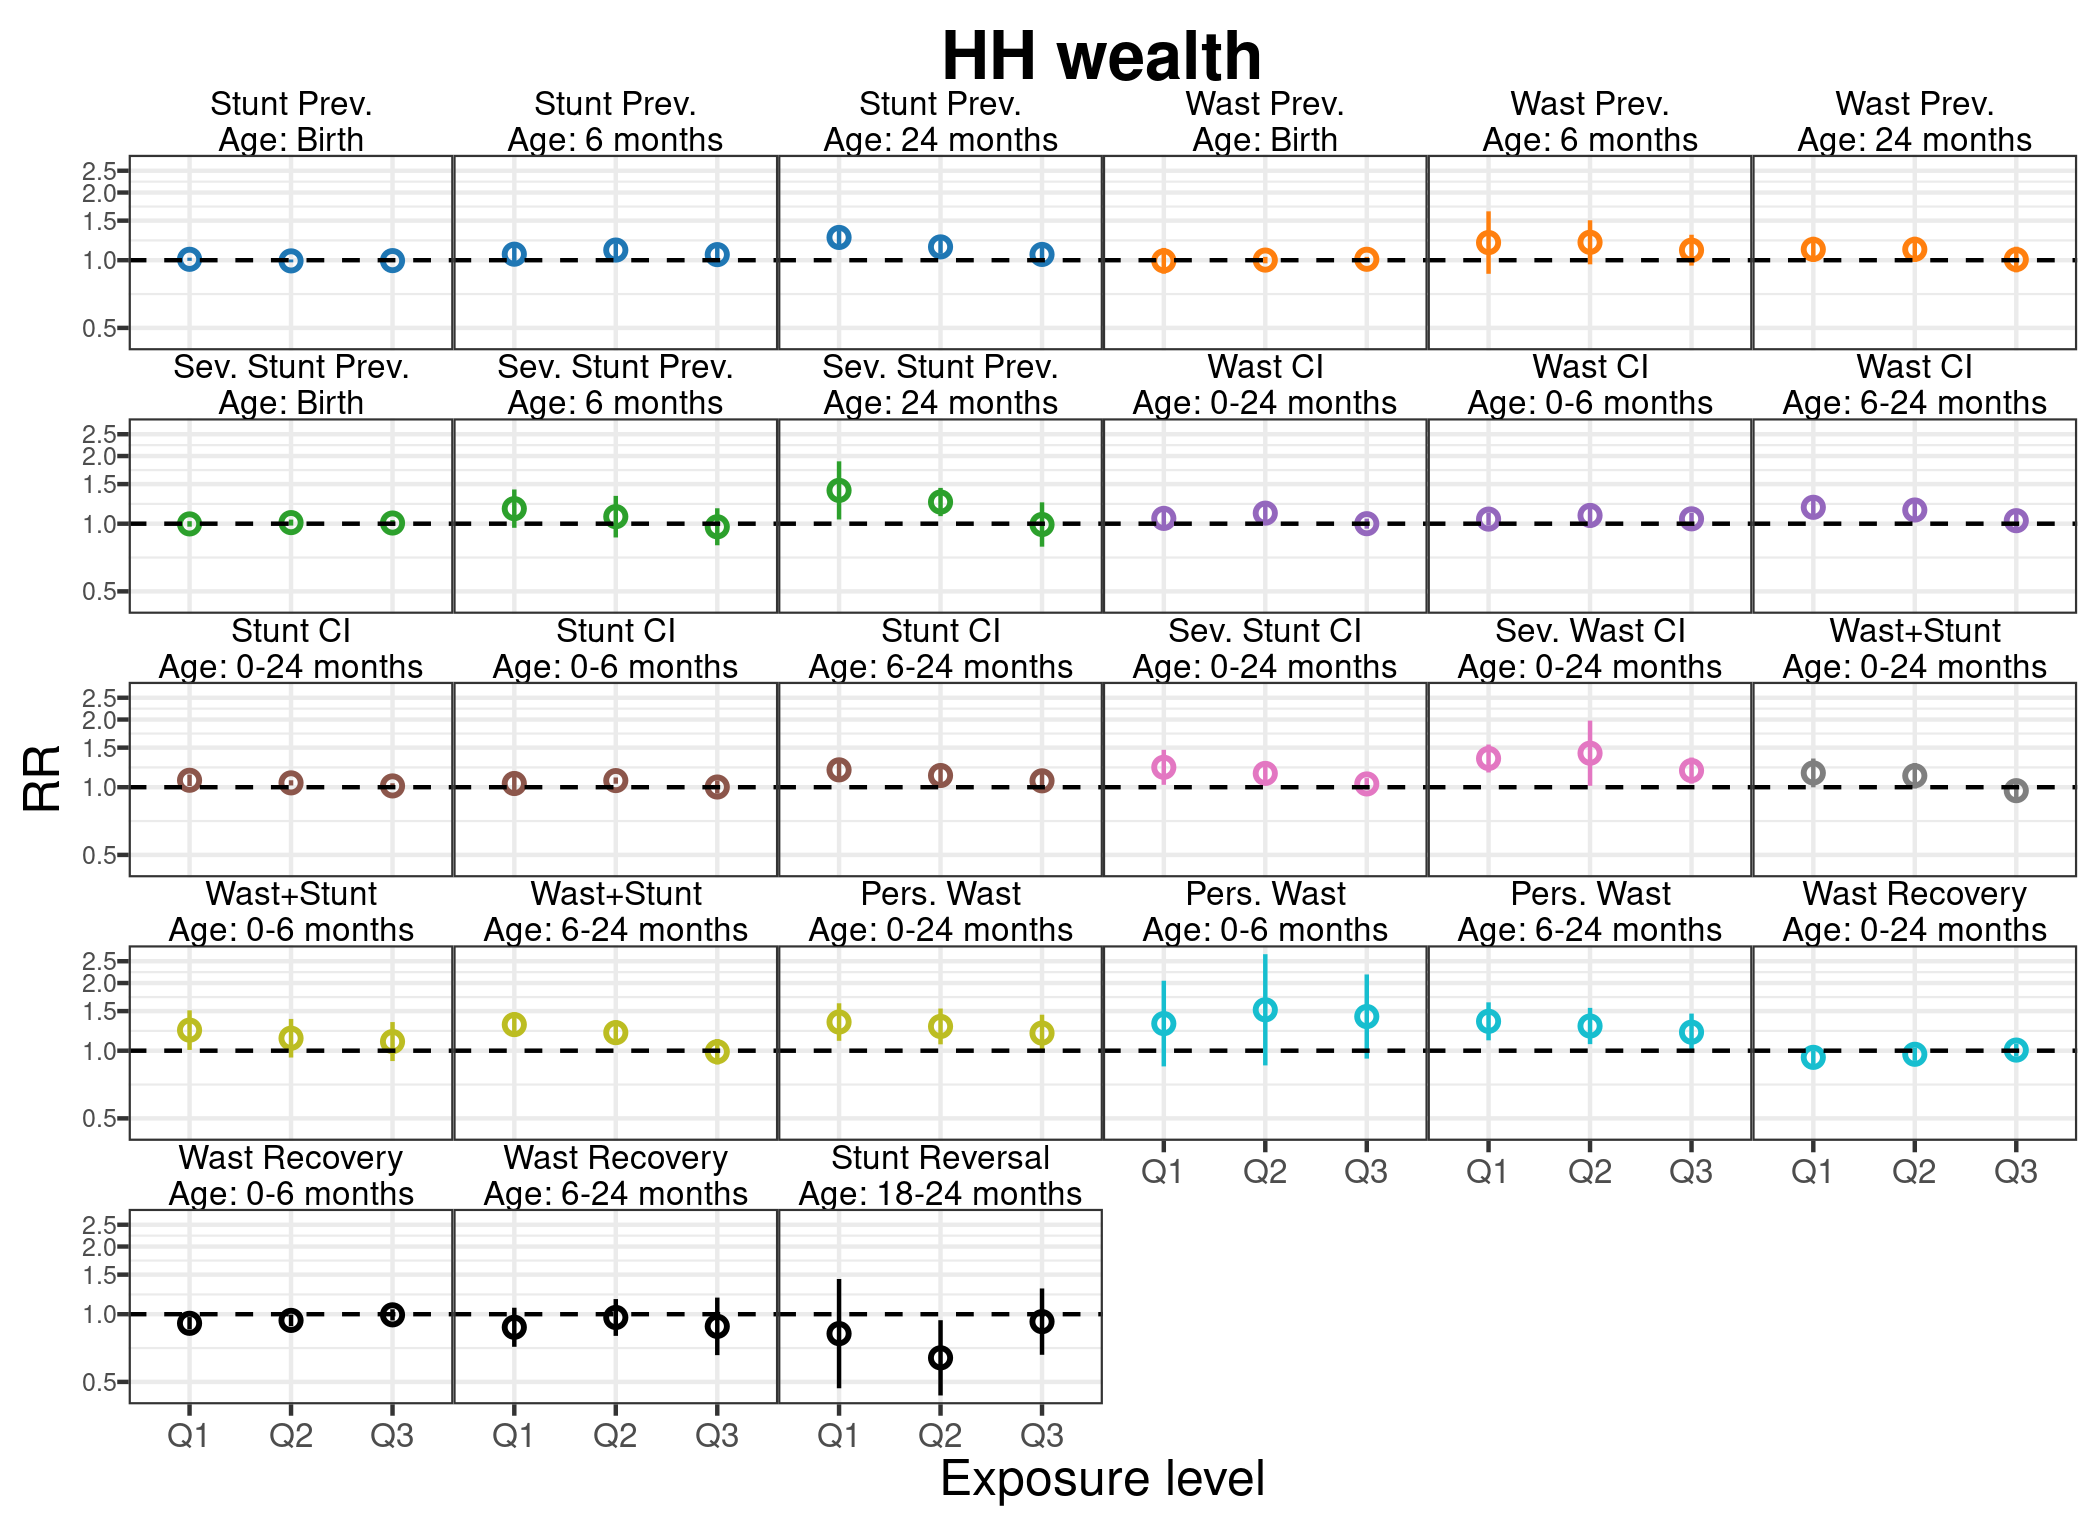 HH wealth
Stunt Prev.
Age: Birth
Stunt Prev.
Age: 6 months
Stunt Prev.
Age: 24 months
Wast Prev.
Age: Birth
Wast Prev.
Age: 6 months
Wast Prev.
Age: 24 months
2.5
2.0
1.5
1.0
0.5
Sev. Stunt Prev.
Age: Birth
Sev. Stunt Prev.
Age: 6 months
Sev. Stunt Prev.
Age: 24 months
Wast CI
Age: 0-24 months
Wast CI
Age: 0-6 months
Wast CI
Age: 6-24 months
2.5
2.0
1.5
1.0
0.5
Stunt CI
Age: 0-24 months
Stunt CI
Age: 0-6 months
Stunt CI
Age: 6-24 months
Sev. Stunt CI
Age: 0-24 months
Sev. Wast CI
Age: 0-24 months
Wast+Stunt
Age: 0-24 months
2.5
2.0
1.5
1.0
0.5
RR
Wast+Stunt
Age: 0-6 months
Wast+Stunt
Age: 6-24 months
Pers. Wast
Age: 0-24 months
Pers. Wast
Age: 0-6 months
Pers. Wast
Age: 6-24 months
Wast Recovery
Age: 0-24 months
2.5
2.0
1.5
1.0
0.5
Q1 Q2 Q3
Q1 Q2 Q3
Q1 Q2 Q3
Wast Recovery
Age: 0-6 months
Wast Recovery
Age: 6-24 months
Stunt Reversal
Age: 18-24 months
2.5
2.0
1.5
1.0
0.5
Q1 Q2 Q3
Q1 Q2 Q3
Q1 Q2 Q3
Exposure level